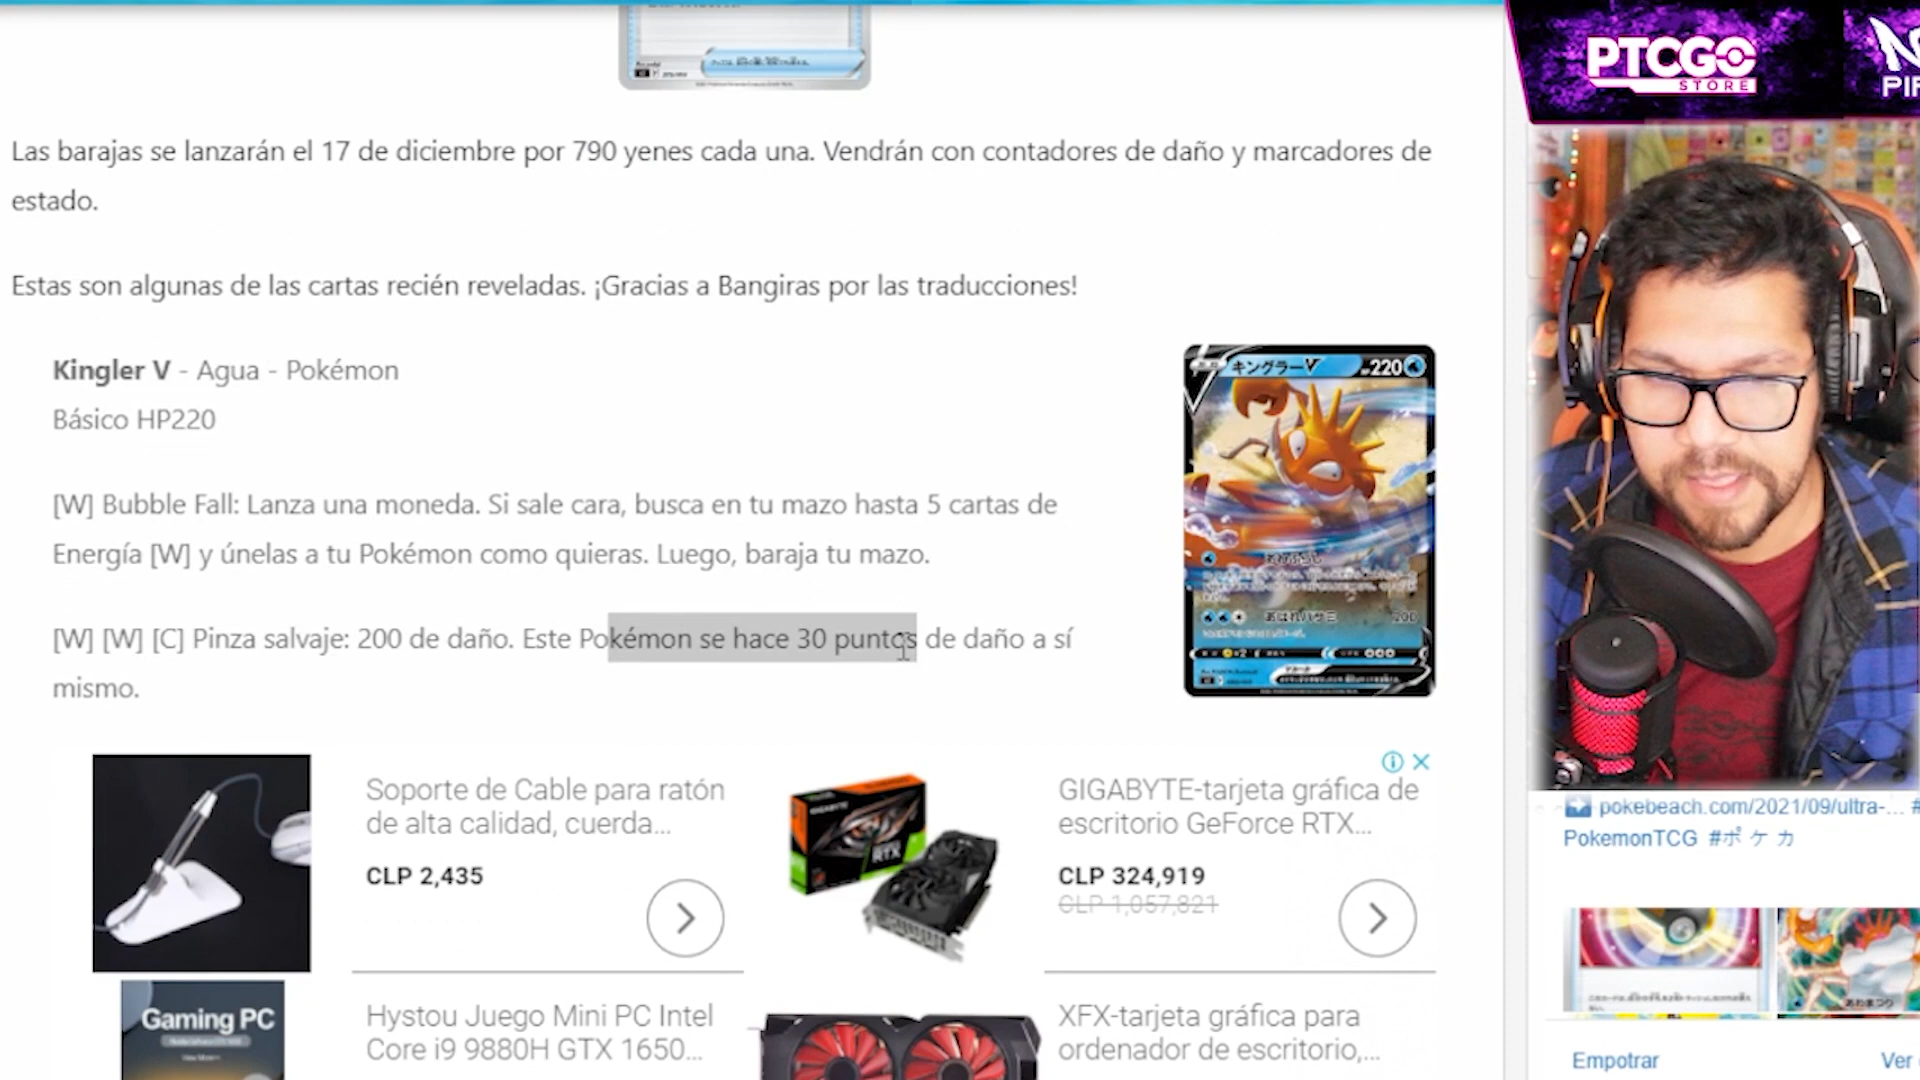 PTCGO
STORE
Las barajas se lanzarán el 17 de diciembre por 790 yenes cada una. Vendrán con contadores de daño y marcadores de
estado.
Estas son algunas de las cartas recién reveladas. ¡Gracias a Bangiras por las traducciones!
Kingler V - Agua - Pokémon
Básico HP220
キングラーV 220
[W] Bubble Fall: Lanza una moneda. Si sale cara, busca en tu mazo hasta 5 cartas de
Energía [W] y únelas a tu Pokémon como quieras. Luego, baraja tu mazo.
[W] [W] [C] Pinza salvaje: 200 de daño. Este Pokémon se hace 30 puntos de daño a sí
mismo.
あばれハサミ 200
Soporte de Cable para ratón
de alta calidad, cuerda...
CLP 2,435
GIGABYTE-tarjeta gráfica de
escritorio GeForce RTX...
CLP 324,919
CLP 1,057,821
Gaming PC
Hystou Juego Mini PC Intel
Core i9 9880H GTX 1650...
XFX-tarjeta gráfica para
ordenador de escritorio,...
pokebeach.com/2021/09/ultra-... #
PokemonTCG #ポケカ
Empotrar
Ver